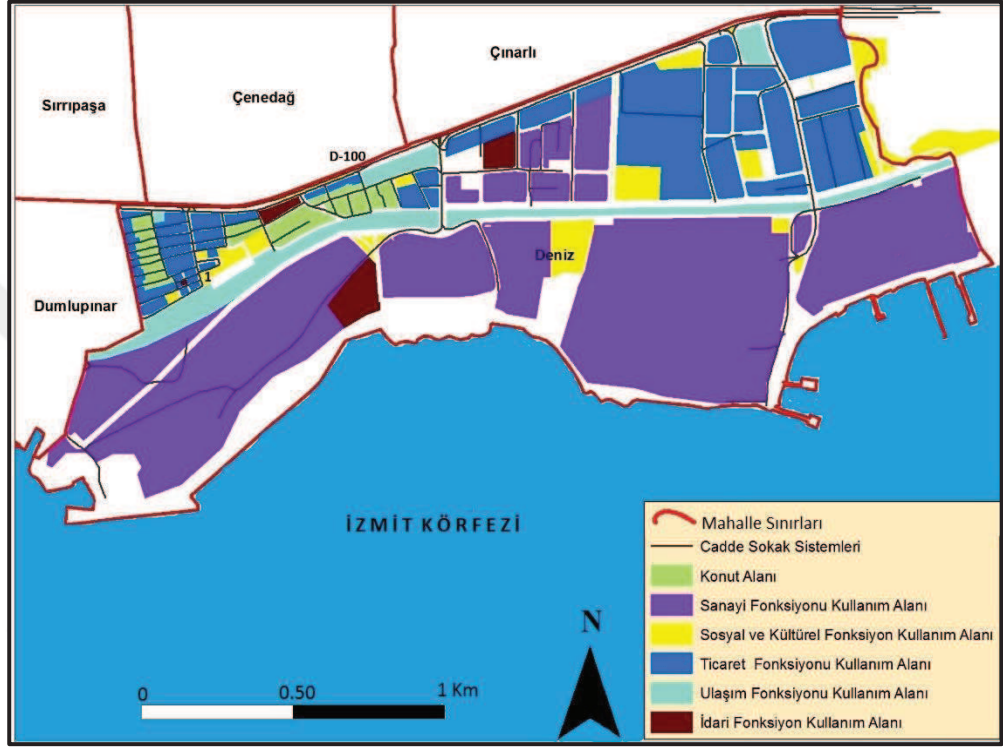 Çınarlı
Sırrıpaşa
Çenedağ
D-100
Deniz
1
Dumlupınar
İZMİT KÖRFEZİ
N
0 0.50 1 Km
Mahalle Sınırları
Cadde Sokak Sistemleri
Konut Alanı
Sanayi Fonksiyonu Kullanım Alanı
Sosyal ve Kültürel Fonksiyon Kullanım Alanı
Ticaret Fonksiyonu Kullanım Alanı
Ulaşım Fonksiyonu Kullanım Alanı
İdari Fonksiyon Kullanım Alanı